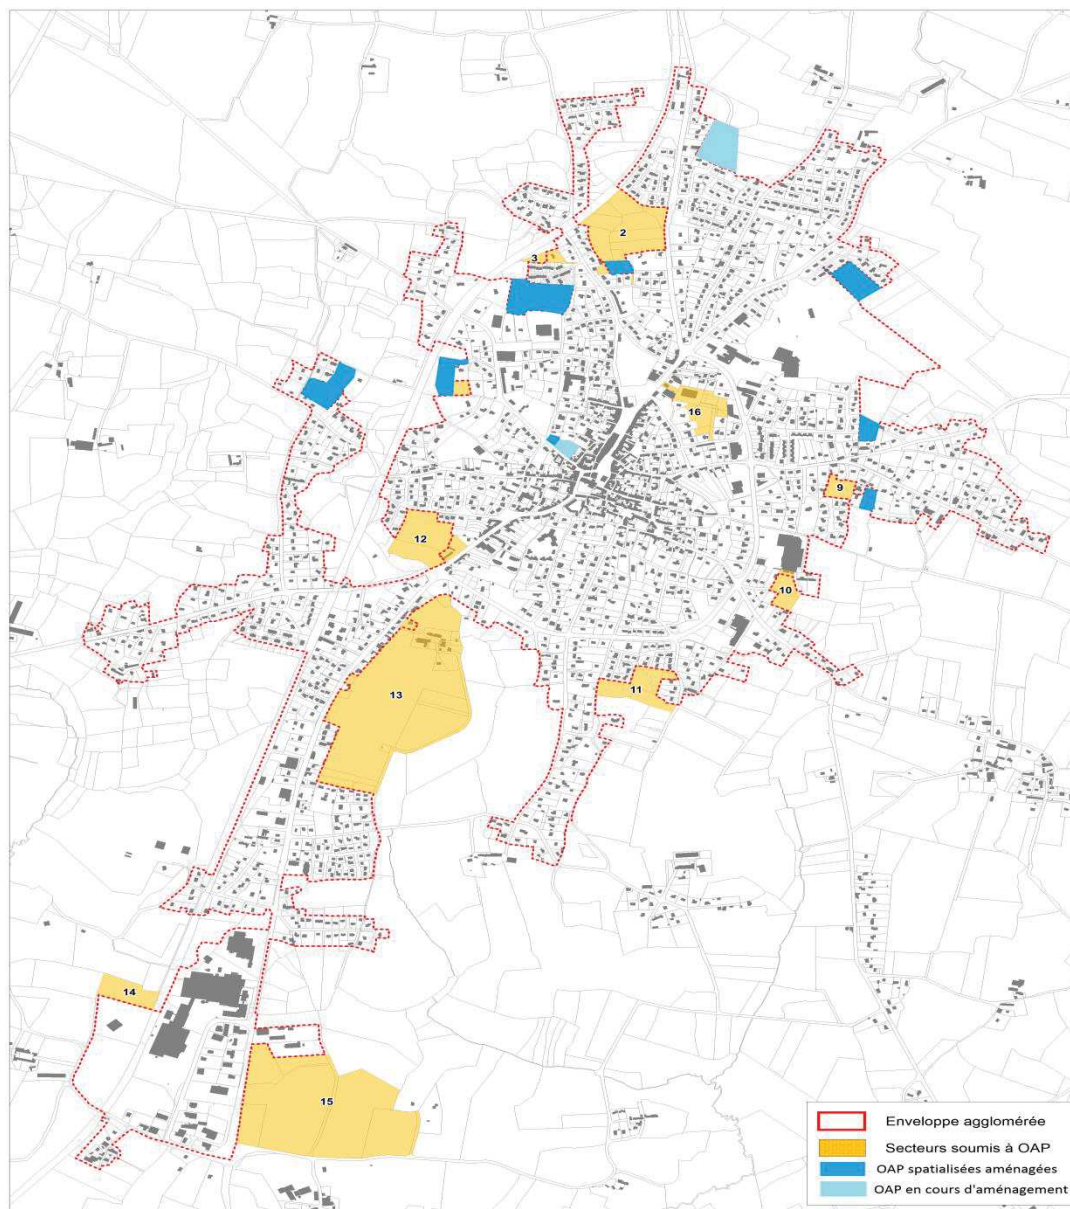 2
3
16
9
12
10
11
13
14
15
Enveloppe agglomérée
Secteurs soumis à OAP
OAP spatialisées aménagées
OAP en cours d'aménagement